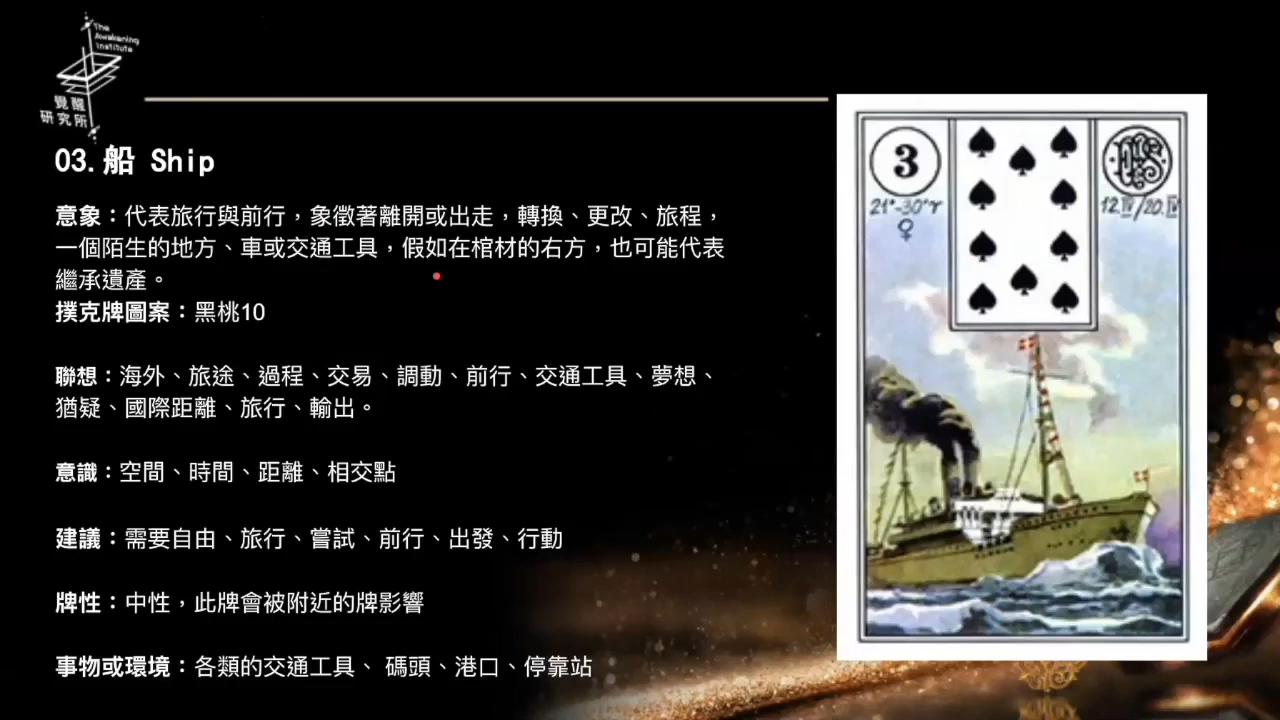 The
Awakening
Institute
覺醒
研究所
03.船 Ship
意象：代表旅行與前行，象徵著離開或出走，轉換、更改、旅程，
一個陌生的地方、車或交通工具，假如在棺材的右方，也可能代表
繼承遺產。
撲克牌圖案：黑桃10
聯想：海外、旅途、過程、交易、調動、前行、交通工具、夢想、
猶疑、國際距離、旅行、輸出。
意識：空間、時間、距離、相交點
建議：需要自由、旅行、嘗試、前行、出發、行動
牌性：中性，此牌會被附近的牌影響
事物或環境：各類的交通工具、 碼頭、港口、停靠站
3
21°-30°♈
♀
12.IV/20.IV